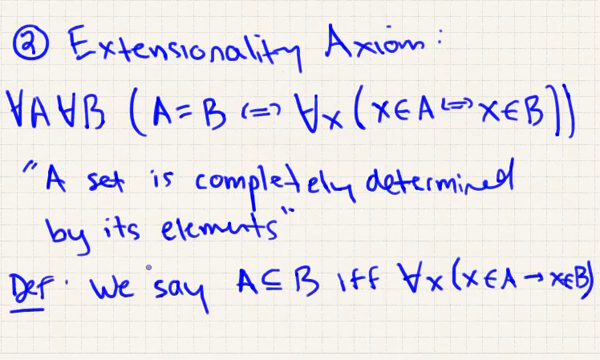 ② Extensionality Axiom:
∀A ∀B (A = B ⟺ ∀x (x∈A ⟺ x∈B))
"A set is completely determined
by its elements"
Def. We say A ⊆ B iff ∀x (x∈A → x∈B)